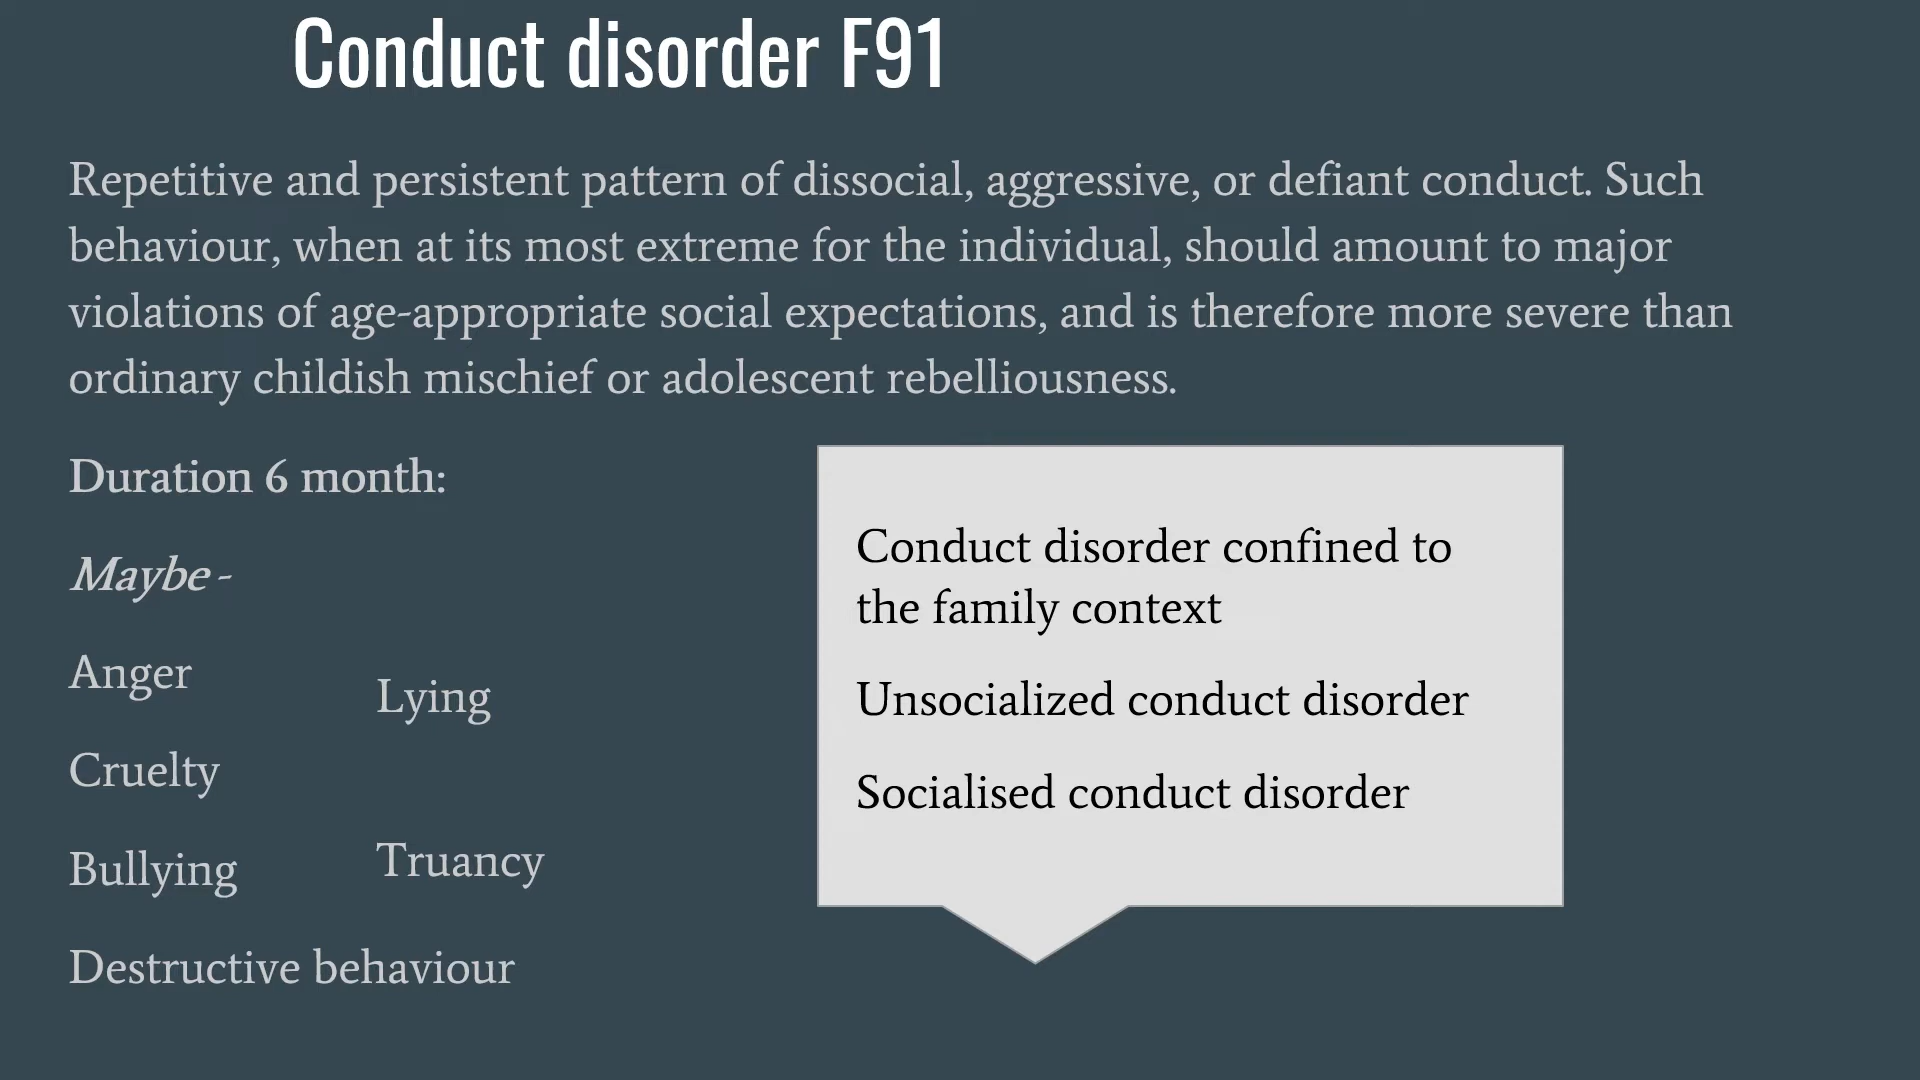 Conduct disorder F91
Repetitive and persistent pattern of dissocial, aggressive, or defiant conduct. Such
behaviour, when at its most extreme for the individual, should amount to major
violations of age-appropriate social expectations, and is therefore more severe than
ordinary childish mischief or adolescent rebelliousness.
Duration 6 month:
Maybe -
Anger
Cruelty
Bullying
Destructive behaviour
Lying
Truancy
Conduct disorder confined to
the family context
Unsocialized conduct disorder
Socialised conduct disorder